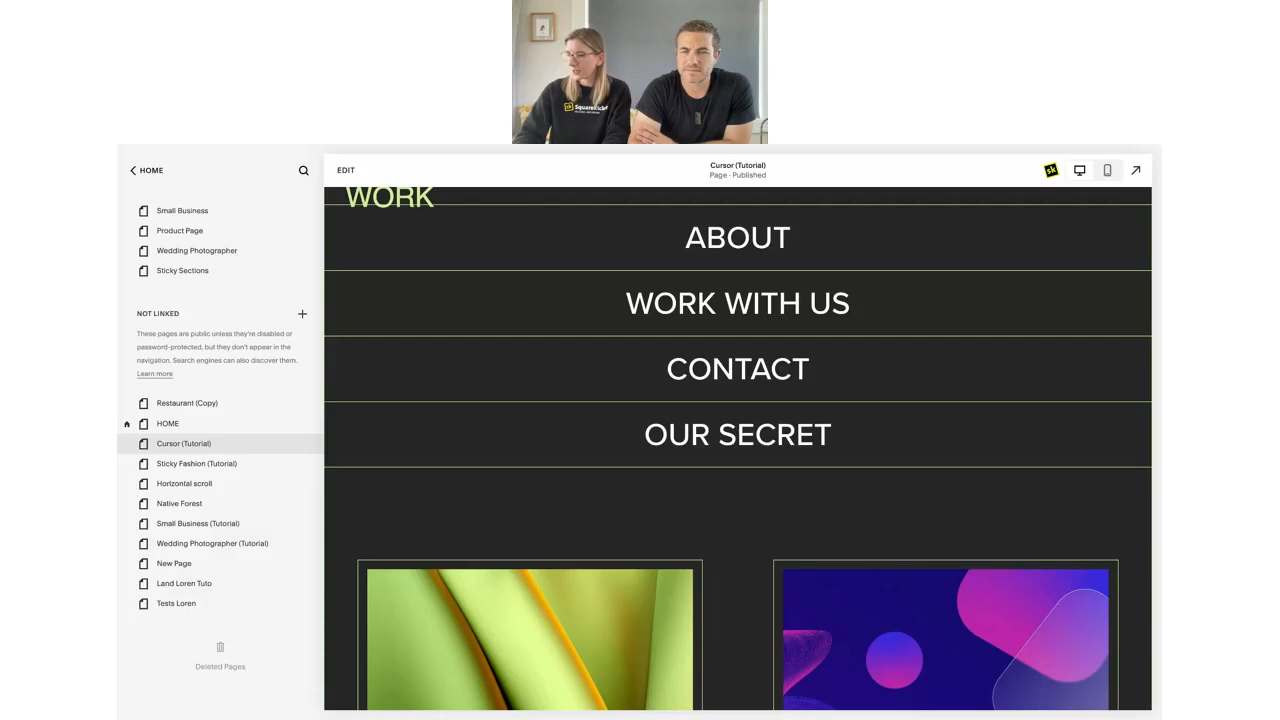 SquareKicker
HOME
EDIT
Cursor (Tutorial)
Page · Published
sk
Small Business
Product Page
Wedding Photographer
Sticky Sections
NOT LINKED
These pages are public unless they're disabled or
password-protected, but they don't appear in the
navigation. Search engines can also discover them.
Learn more
Restaurant (Copy)
HOME
Cursor (Tutorial)
Sticky Fashion (Tutorial)
Horizontal scroll
Native Forest
Small Business (Tutorial)
Wedding Photographer (Tutorial)
New Page
Land Loren Tuto
Tests Loren
Deleted Pages
WORK
ABOUT
WORK WITH US
CONTACT
OUR SECRET